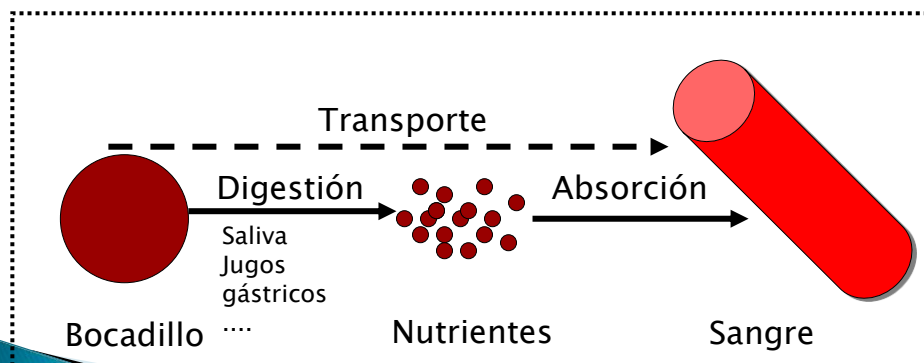 Transporte
Digestión
Absorción
Saliva
Jugos
gástricos
....
Bocadillo
Nutrientes
Sangre